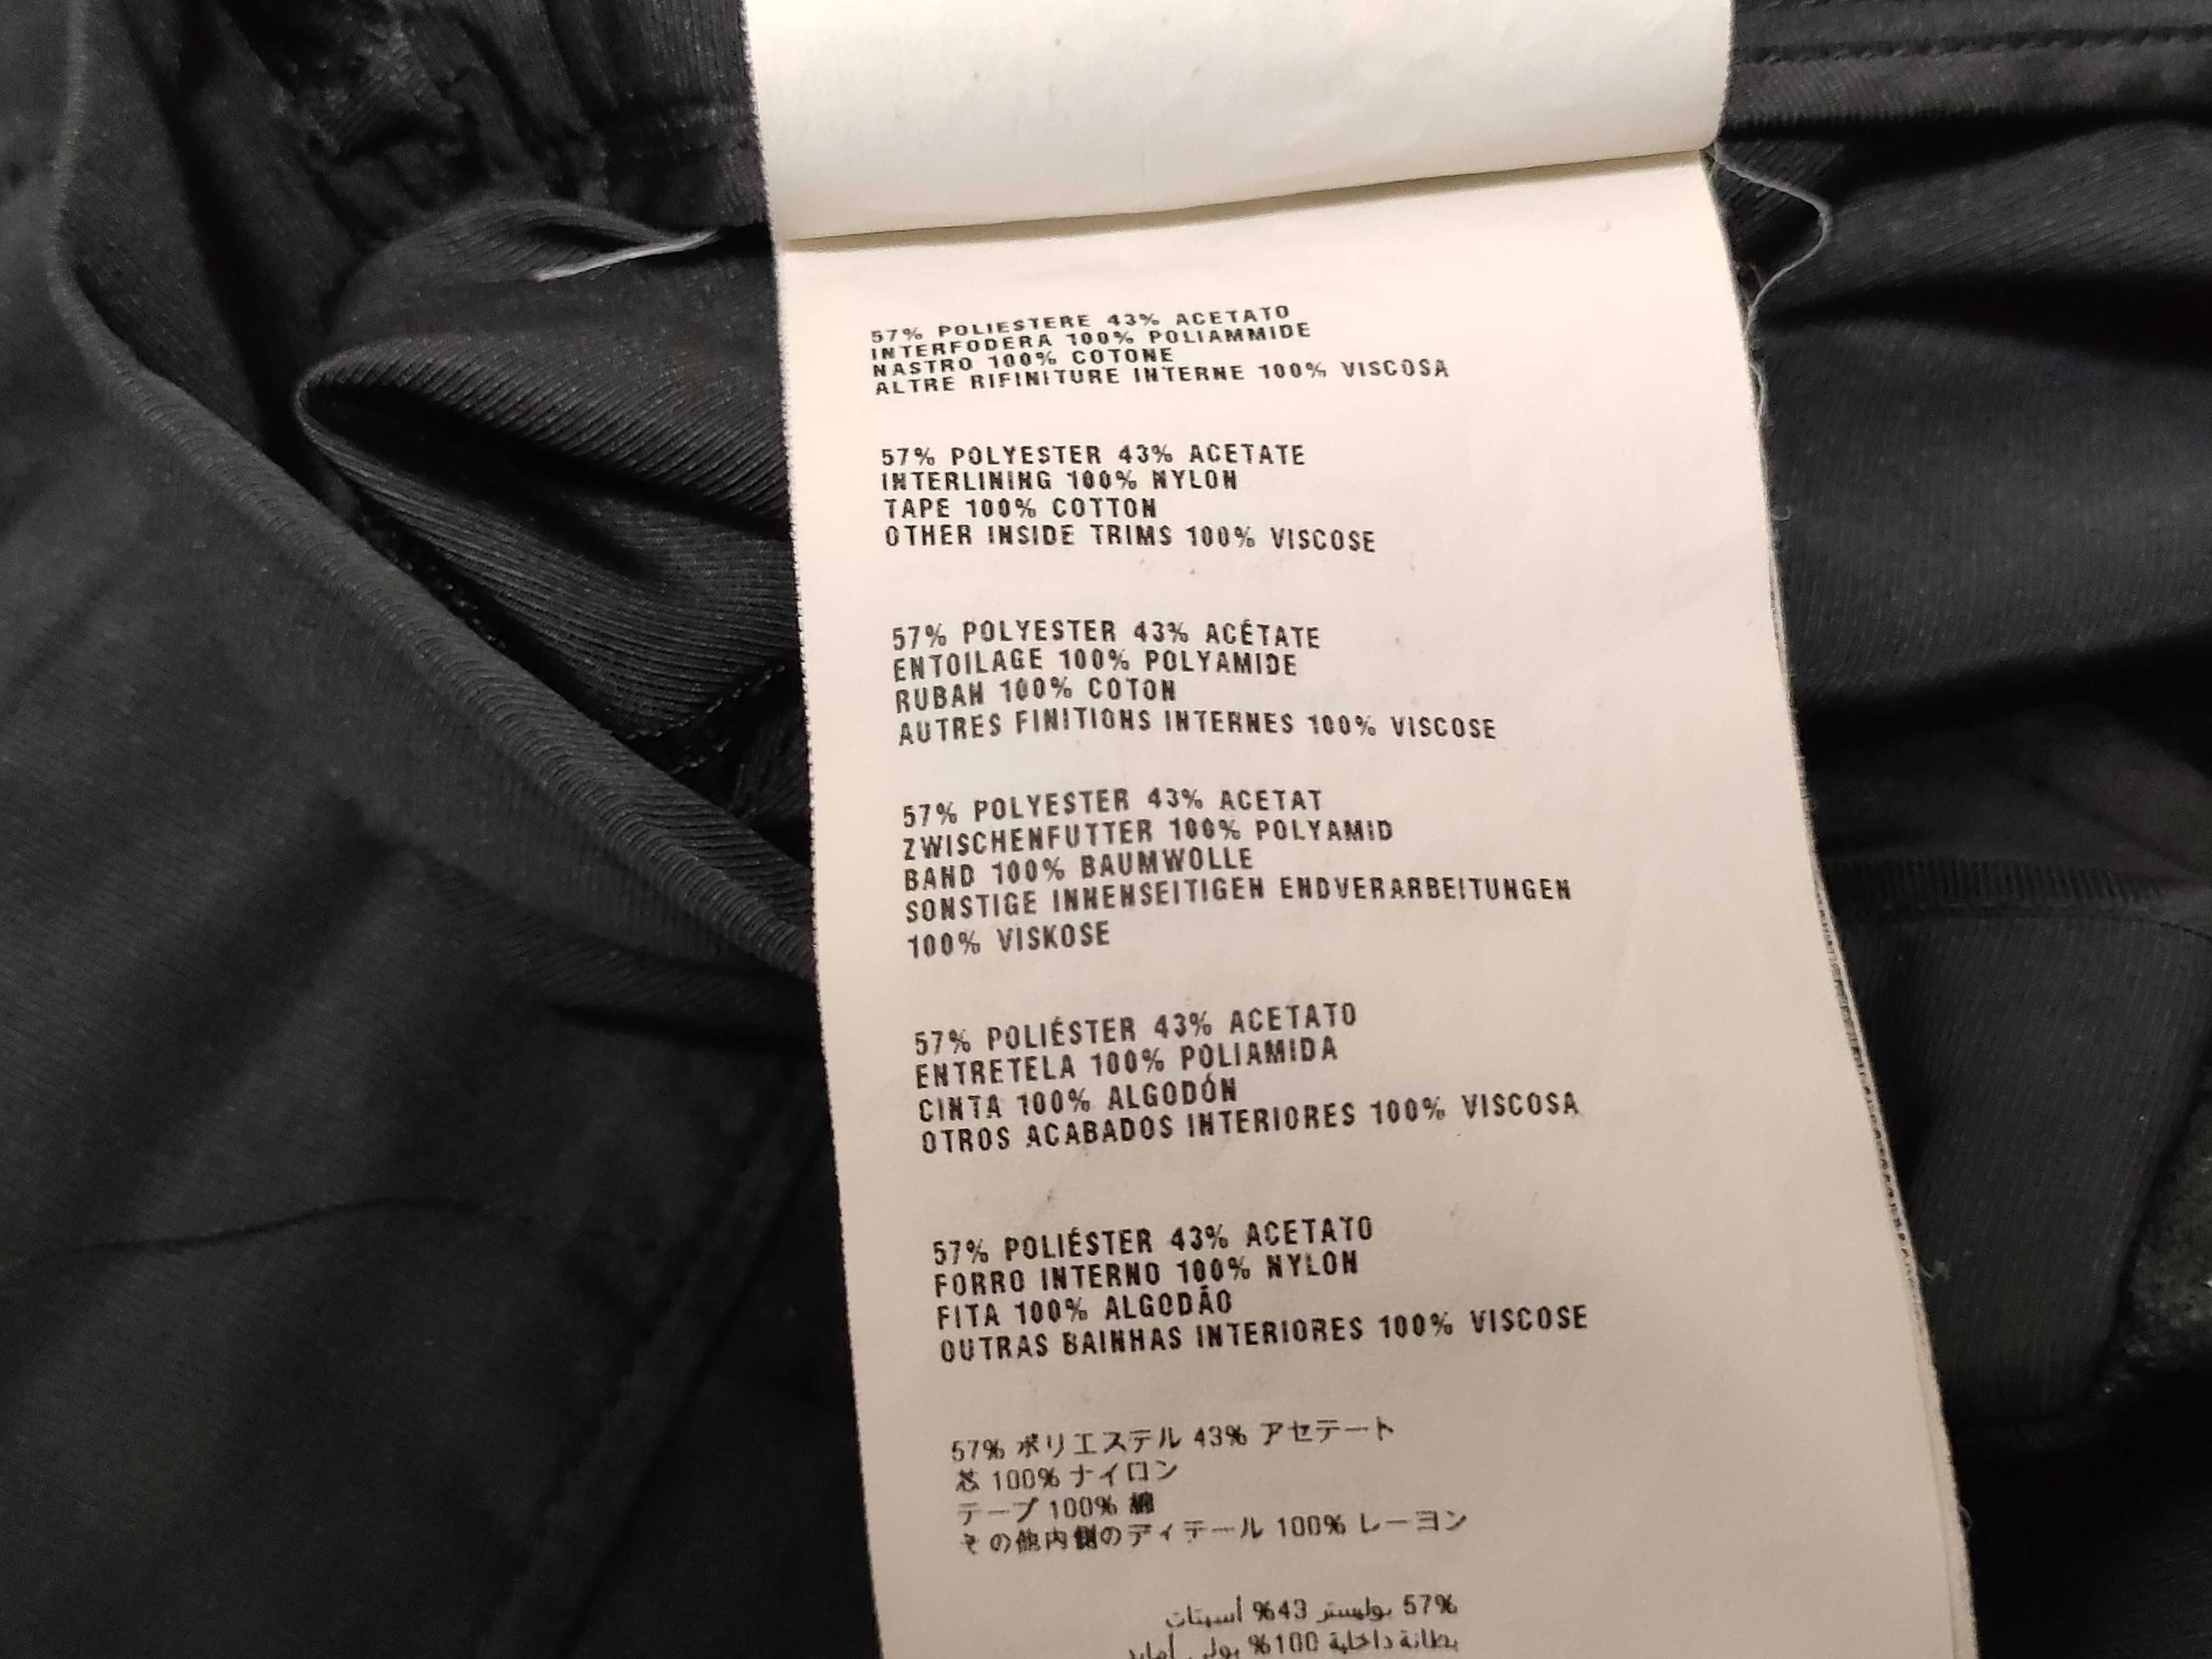 57% POLIESTERE 43% ACETATO
INTERFODERA 100% POLIAMMIDE
NASTRO 100% COTONE
ALTRE RIFINITURE INTERNE 100% VISCOSA
57% POLYESTER 43% ACETATE
INTERLINING 100% NYLON
TAPE 100% COTTON
OTHER INSIDE TRIMS 100% VISCOSE
57% POLYESTER 43% ACÉTATE
ENTOILAGE 100% POLYAMIDE
RUBAN 100% COTON
AUTRES FINITIONS INTERNES 100% VISCOSE
57% POLYESTER 43% ACETAT
ZWISCHENFUTTER 100% POLYAMID
BAND 100% BAUMWOLLE
SONSTIGE INNENSEITIGEN ENDVERARBEITUNGEN
100% VISKOSE
57% POLIÉSTER 43% ACETATO
ENTRETELA 100% POLIAMIDA
CINTA 100% ALGODÓN
OTROS ACABADOS INTERIORES 100% VISCOSA
57% POLIÉSTER 43% ACETATO
FORRO INTERNO 100% NYLON
FITA 100% ALGODÃO
OUTRAS BAINHAS INTERIORES 100% VISCOSE
57% ポリエステル 43% アセテート
芯 100% ナイロン
テープ 100% 綿
その他内側のディテール 100% レーヨン
57% بوليستر 43% أسيتات
بطانة داخلية 100% بولي أمايد